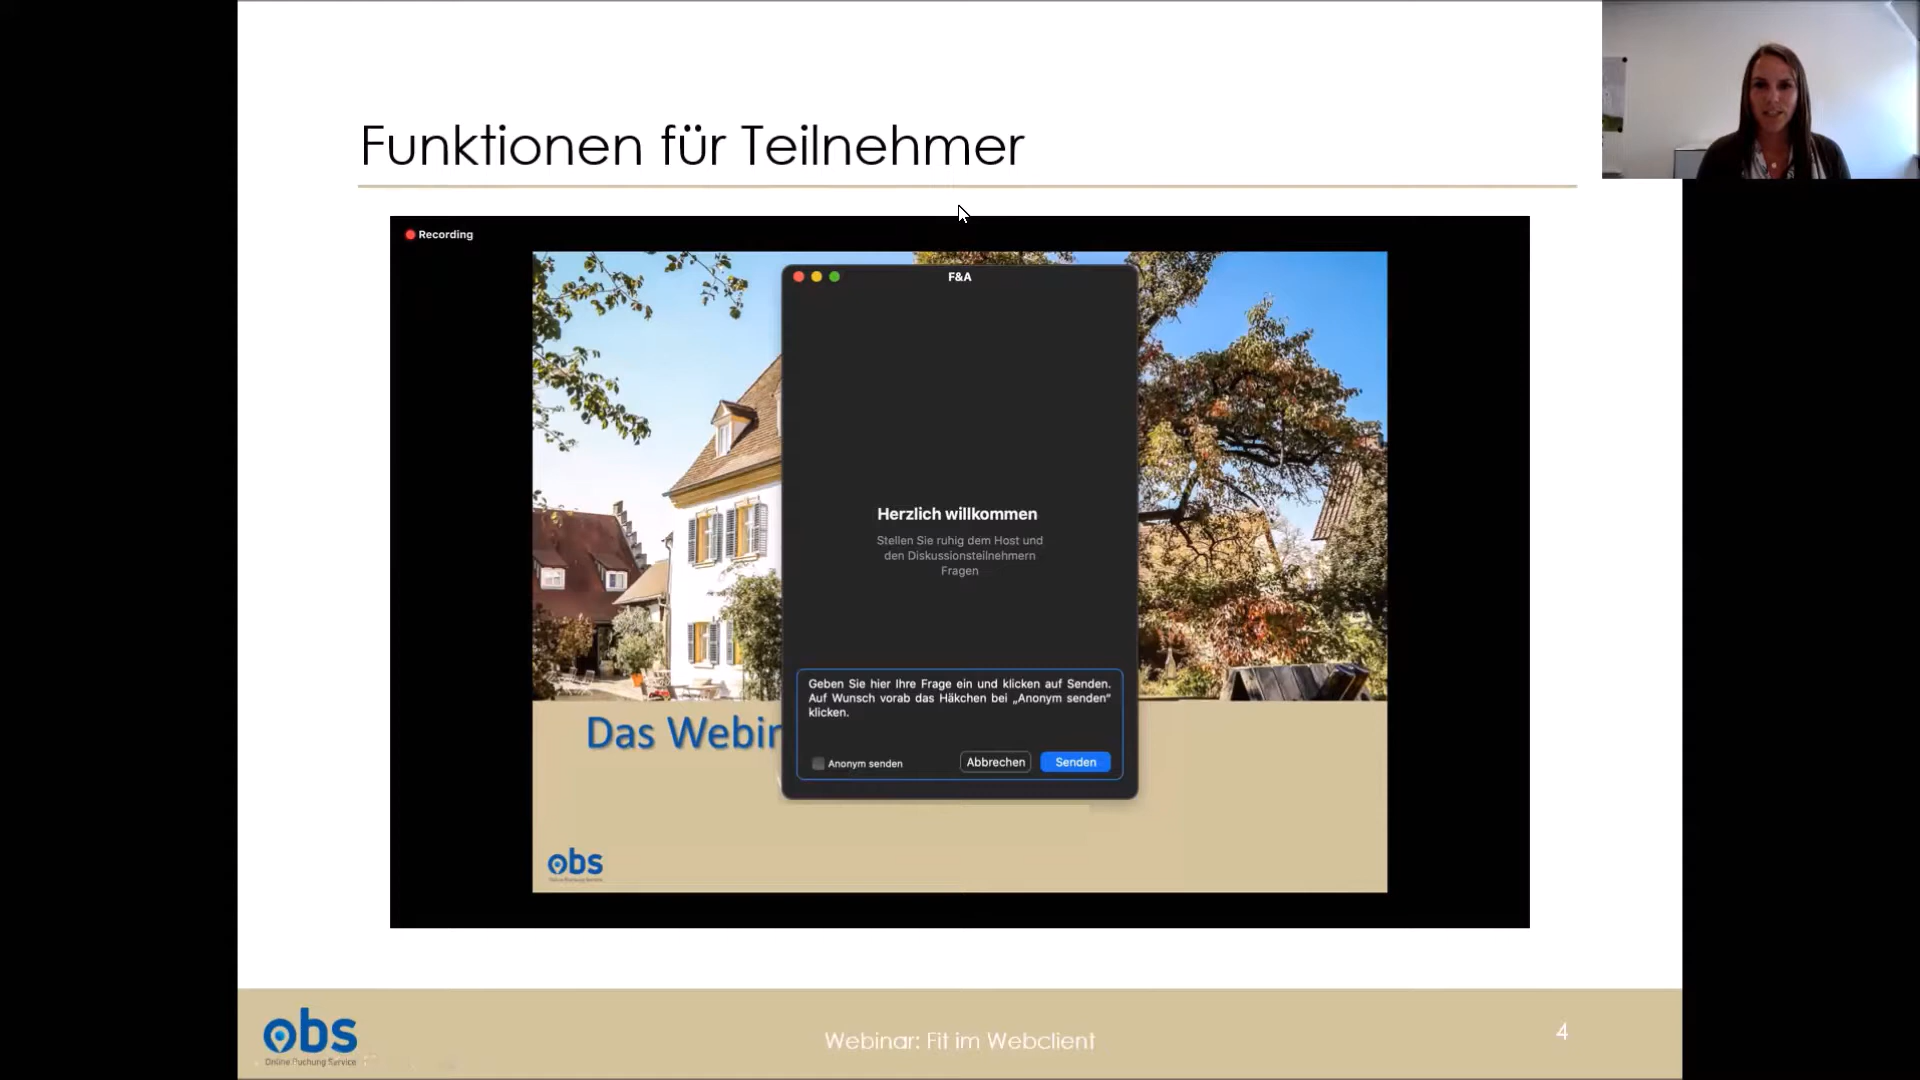 Funktionen für Teilnehmer
Recording
F&A
Herzlich willkommen
Stellen Sie ruhig dem Host und
den Diskussionsteilnehmern
Fragen
Geben Sie hier Ihre Frage ein und klicken auf Senden.
Auf Wunsch vorab das Häkchen bei „Anonym senden“
klicken.
Anonym senden
Abbrechen
Senden
Das Webin
obs
Online Buchung Service
obs
Online Buchung Service
Webinar: Fit im Webclient
4